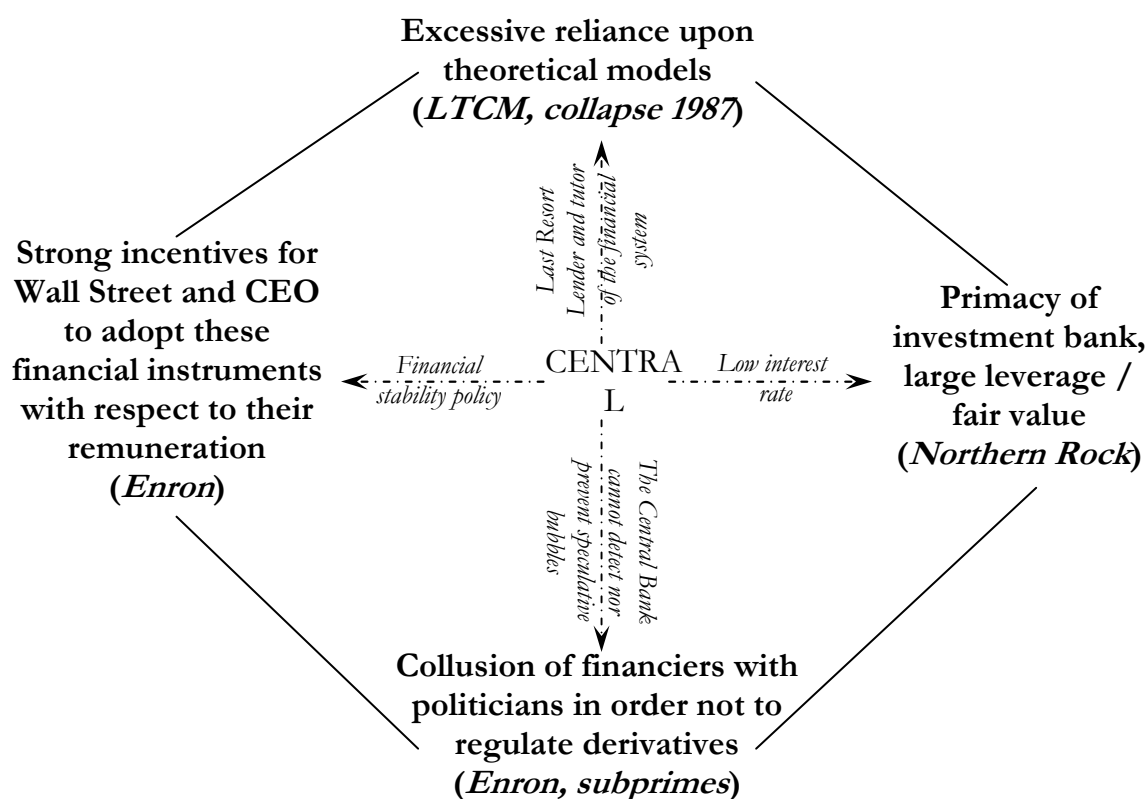 Excessive reliance upon
theoretical models
(LTCM, collapse 1987)
Last Resort
Lender and tutor
of the financial
system
Strong incentives for
Wall Street and CEO
to adopt these
financial instruments
with respect to their
remuneration
(Enron)
Financial
stability policy
CENTRA
L
Low interest
rate
Primacy of
investment bank,
large leverage /
fair value
(Northern Rock)
The Central Bank
cannot detect nor
prevent speculative
bubbles
Collusion of financiers with
politicians in order not to
regulate derivatives
(Enron, subprimes)